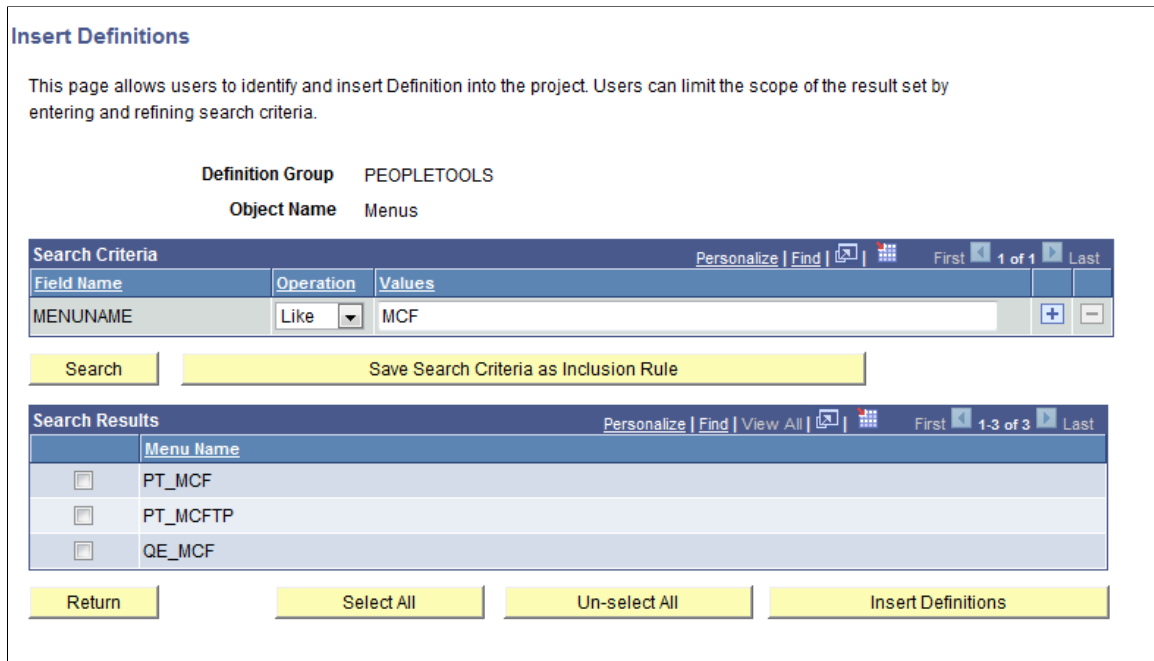 Insert Definitions
This page allows users to identify and insert Definition into the project. Users can limit the scope of the result set by
entering and refining search criteria.
Definition Group PEOPLETOOLS
Object Name Menus
Search Criteria Personalize | Find | | First 1 of 1 Last
Field Name Operation Values
MENUNAME Like MCF
Search Save Search Criteria as Inclusion Rule
Search Results Personalize | Find | View All | | First 1-3 of 3 Last
Menu Name
PT_MCF
PT_MCFTP
QE_MCF
Return Select All Un-select All Insert Definitions